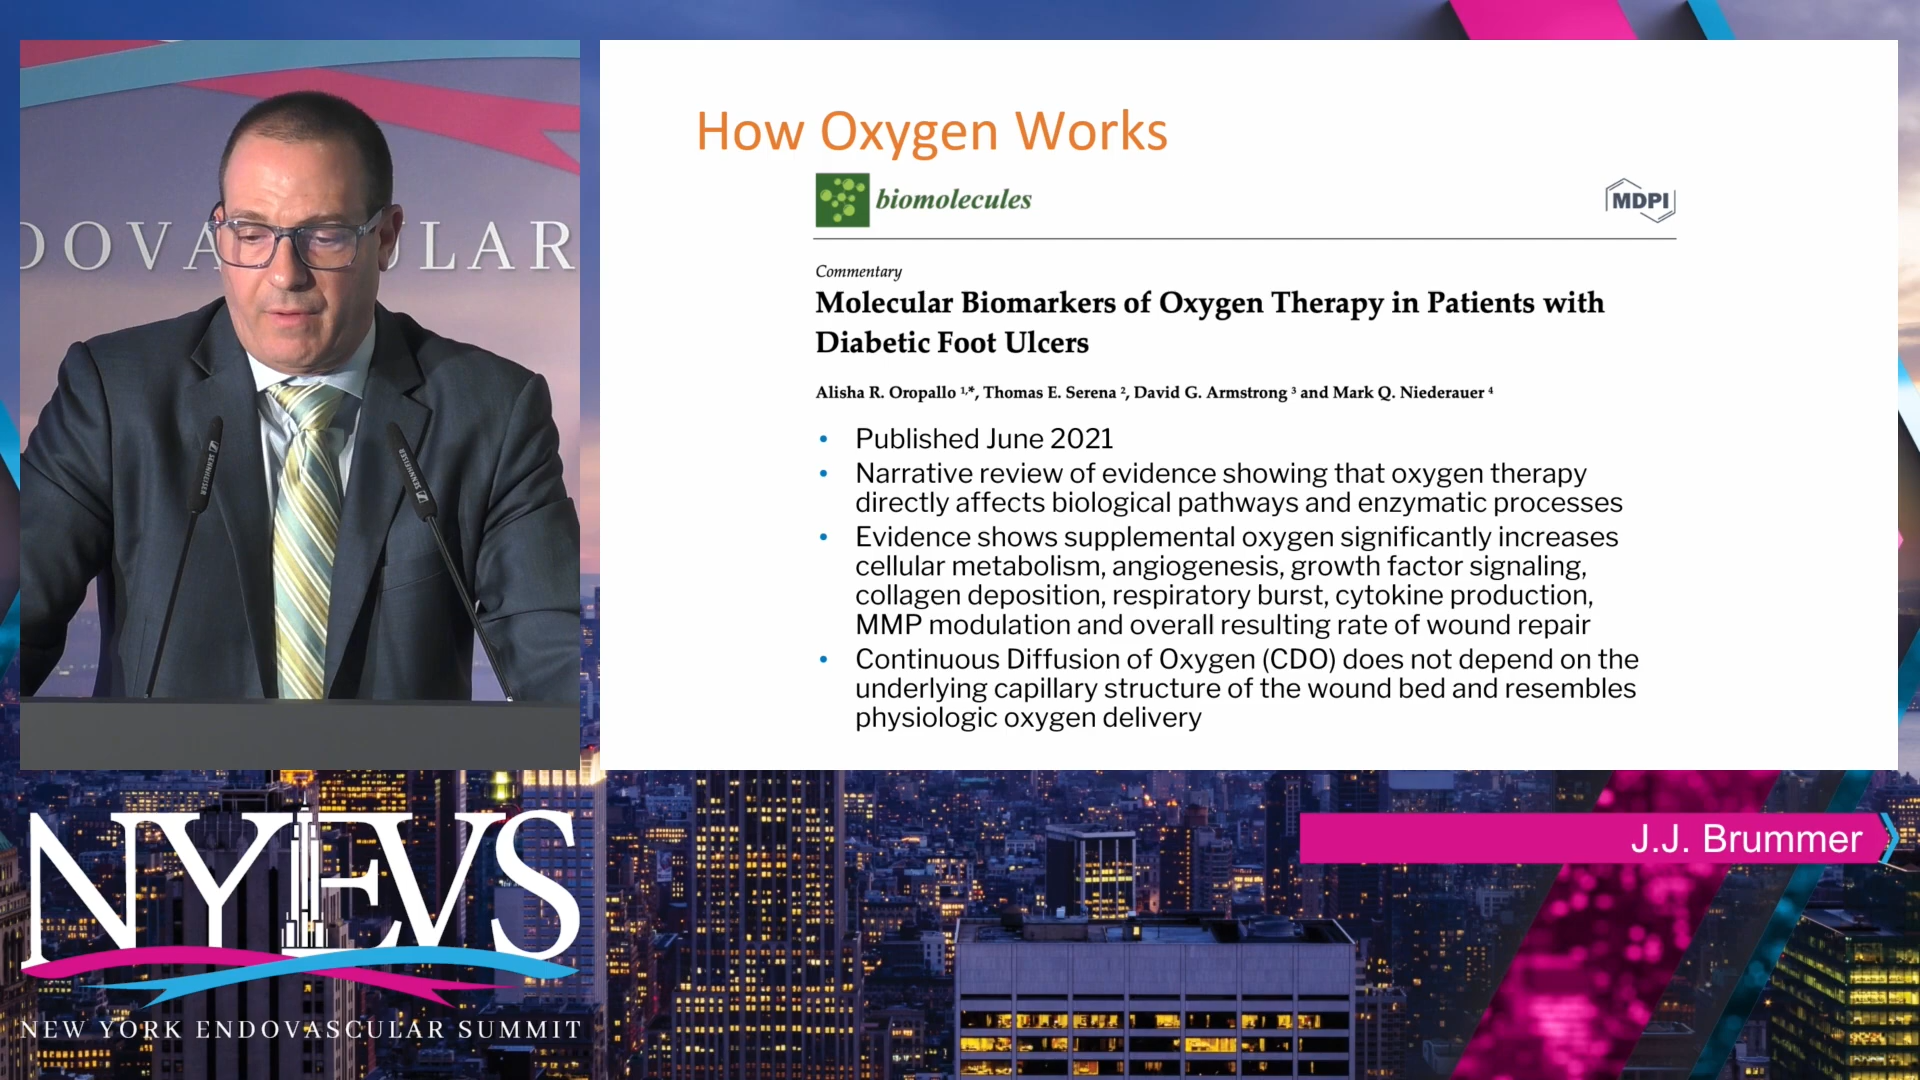 DOVA ULAR
SENNHEISER
SENNHEISER
How Oxygen Works
biomolecules
MDPI
Commentary
Molecular Biomarkers of Oxygen Therapy in Patients with
Diabetic Foot Ulcers
Alisha R. Oropallo ¹,*, Thomas E. Serena ², David G. Armstrong ³ and Mark Q. Niederauer ⁴
• Published June 2021
• Narrative review of evidence showing that oxygen therapy
directly affects biological pathways and enzymatic processes
• Evidence shows supplemental oxygen significantly increases
cellular metabolism, angiogenesis, growth factor signaling,
collagen deposition, respiratory burst, cytokine production,
MMP modulation and overall resulting rate of wound repair
• Continuous Diffusion of Oxygen (CDO) does not depend on the
underlying capillary structure of the wound bed and resembles
physiologic oxygen delivery
J.J. Brummer
NYEVS
NEW YORK ENDOVASCULAR SUMMIT